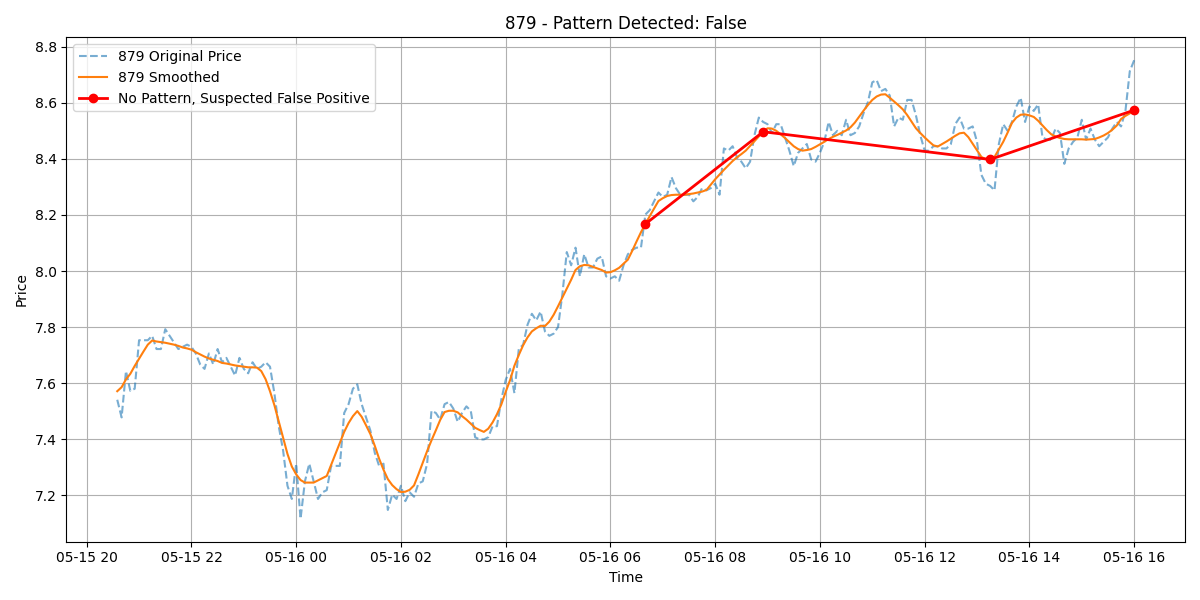 879 - Pattern Detected: False
879 Original Price
879 Smoothed
No Pattern, Suspected False Positive
Price
8.8
8.6
8.4
8.2
8.0
7.8
7.6
7.4
7.2
05-15 20 05-15 22 05-16 00 05-16 02 05-16 04 05-16 06 05-16 08 05-16 10 05-16 12 05-16 14 05-16 16
Time